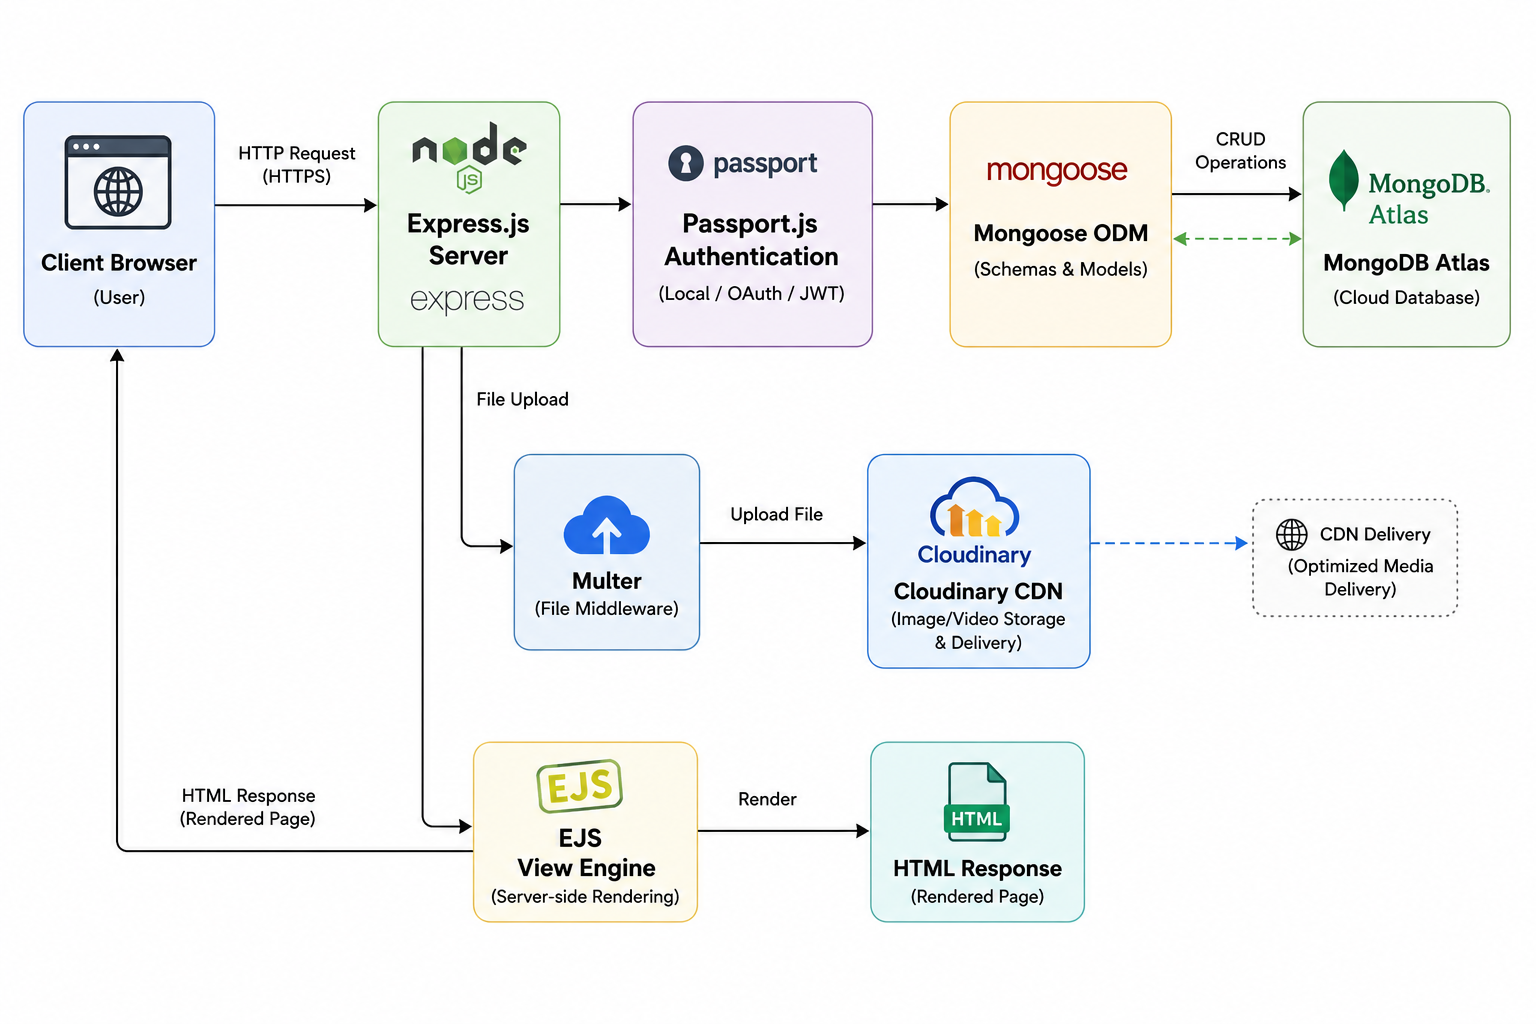 HTTP Request
(HTTPS)
Client Browser
(User)
node
JS
Express.js
Server
express
passport
Passport.js
Authentication
(Local / OAuth / JWT)
mongoose
Mongoose ODM
(Schemas & Models)
CRUD
Operations
MongoDB®
Atlas
MongoDB Atlas
(Cloud Database)
File Upload
Multer
(File Middleware)
Upload File
Cloudinary
Cloudinary CDN
(Image/Video Storage
& Delivery)
CDN Delivery
(Optimized Media
Delivery)
HTML Response
(Rendered Page)
EJS
EJS
View Engine
(Server-side Rendering)
Render
HTML
HTML Response
(Rendered Page)